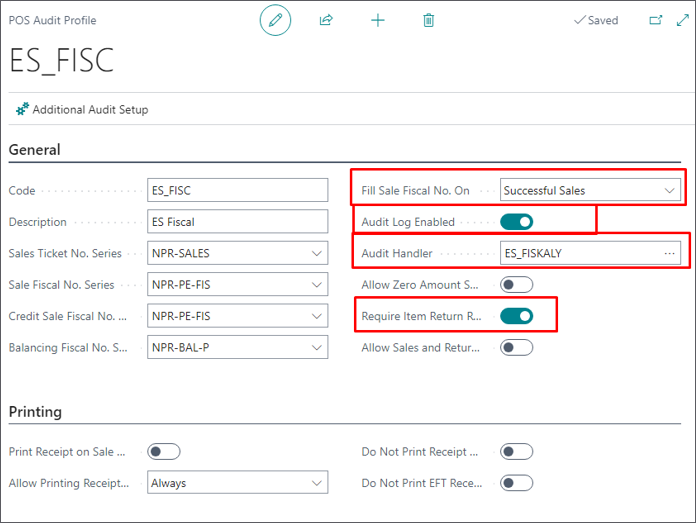 POS Audit Profile
Saved
ES_FISC
Additional Audit Setup
General
Code ES_FISC
Description ES Fiscal
Sales Ticket No. Series NPR-SALES
Sale Fiscal No. Series NPR-PE-FIS
Credit Sale Fiscal No. ... NPR-PE-FIS
Balancing Fiscal No. S... NPR-BAL-P
Fill Sale Fiscal No. On Successful Sales
Audit Log Enabled
Audit Handler ES_FISKALY ...
Allow Zero Amount S...
Require Item Return R...
Allow Sales and Retur...
Printing
Print Receipt on Sale ...
Allow Printing Receipt... Always
Do Not Print Receipt ...
Do Not Print EFT Rece...